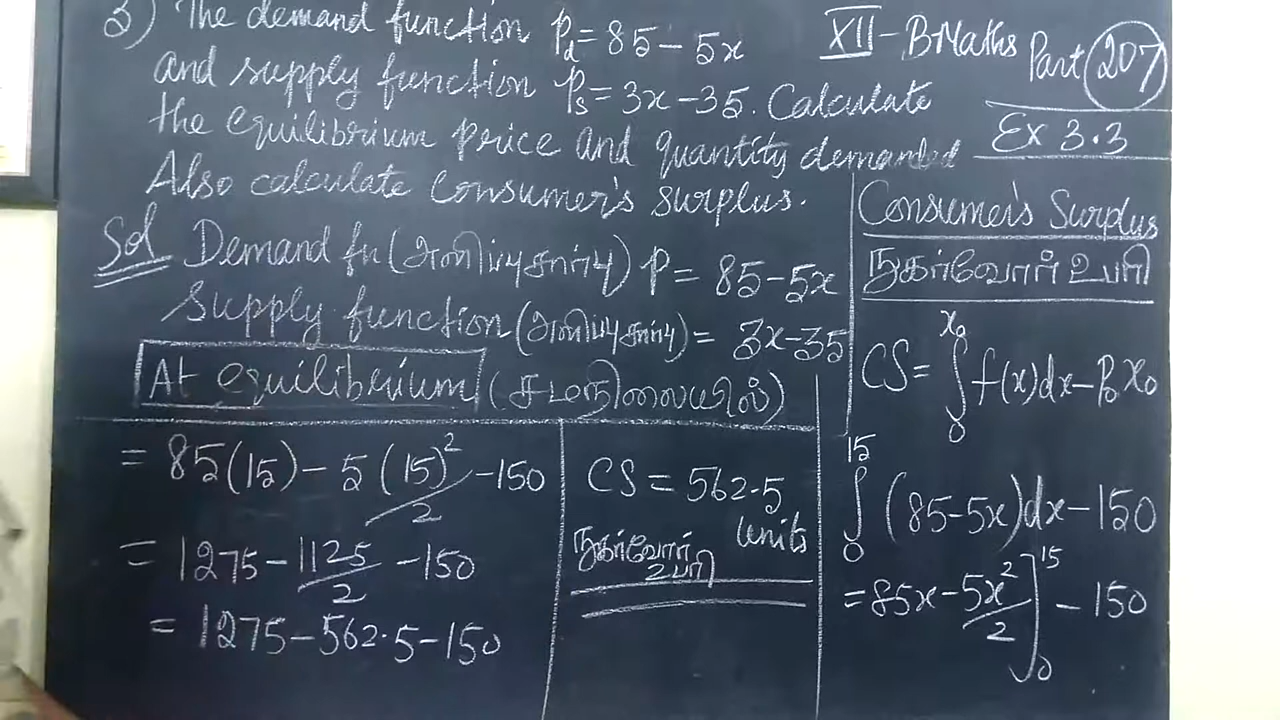 3) The demand function Pd = 85 - 5x
and supply function Ps = 3x - 35. Calculate
the equilibrium price and quantity demanded
Also calculate Consumer's surplus.
XII - B Maths
Part 207
Ex 3.3
Sol Demand fn (அளிப்புசார்பு) P = 85 - 5x
Supply function (அளிப்புசார்பு) = 3x - 35
At equilibrium (சமநிலையில்)
Consumer's Surplus
நுகர்வோர் உபரி
CS = ∫₀^x₀ f(x)dx - P₀x₀
∫₀^15 (85 - 5x)dx - 150
= 85x - 5x²/2 ]₀^15 - 150
= 85(15) - 5(15)²/2 - 150
= 1275 - 1125/2 - 150
= 1275 - 562.5 - 150
CS = 562.5
units
நுகர்வோர்
உபரி